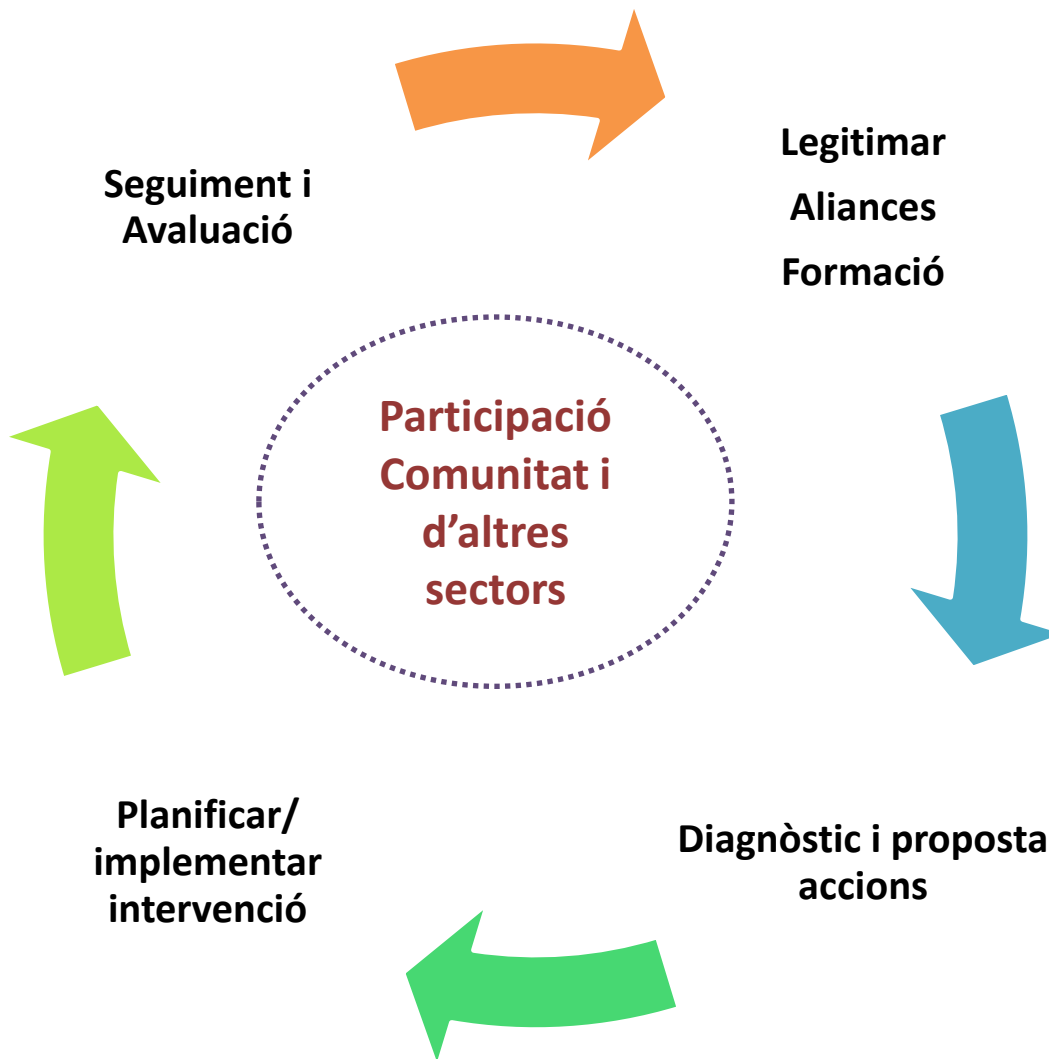 Seguiment i
Avaluació
Legitimar
Aliances
Formació
Participació
Comunitat i
d’altres
sectors
Planificar/
implementar
intervenció
Diagnòstic i proposta
accions